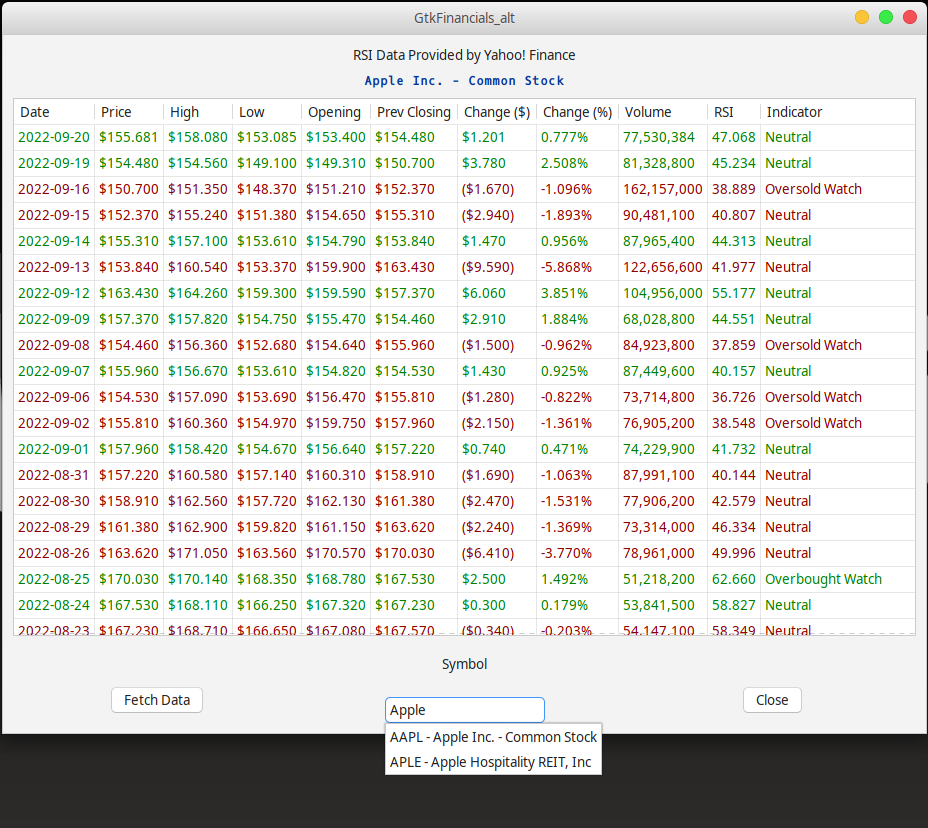 GtkFinancials_alt
RSI Data Provided by Yahoo! Finance
Apple Inc. - Common Stock
Date Price High Low Opening Prev Closing Change ($) Change (%) Volume RSI Indicator
2022-09-20 $155.681 $158.080 $153.085 $153.400 $154.480 $1.201 0.777% 77,530,384 47.068 Neutral
2022-09-19 $154.480 $154.560 $149.100 $149.310 $150.700 $3.780 2.508% 81,328,800 45.234 Neutral
2022-09-16 $150.700 $151.350 $148.370 $151.210 $152.370 ($1.670) -1.096% 162,157,000 38.889 Oversold Watch
2022-09-15 $152.370 $155.240 $151.380 $154.650 $155.310 ($2.940) -1.893% 90,481,100 40.807 Neutral
2022-09-14 $155.310 $157.100 $153.610 $154.790 $153.840 $1.470 0.956% 87,965,400 44.313 Neutral
2022-09-13 $153.840 $160.540 $153.370 $159.900 $163.430 ($9.590) -5.868% 122,656,600 41.977 Neutral
2022-09-12 $163.430 $164.260 $159.300 $159.590 $157.370 $6.060 3.851% 104,956,000 55.177 Neutral
2022-09-09 $157.370 $157.820 $154.750 $155.470 $154.460 $2.910 1.884% 68,028,800 44.551 Neutral
2022-09-08 $154.460 $156.360 $152.680 $154.640 $155.960 ($1.500) -0.962% 84,923,800 37.859 Oversold Watch
2022-09-07 $155.960 $156.670 $153.610 $154.820 $154.530 $1.430 0.925% 87,449,600 40.157 Neutral
2022-09-06 $154.530 $157.090 $153.690 $156.470 $155.810 ($1.280) -0.822% 73,714,800 36.726 Oversold Watch
2022-09-02 $155.810 $160.360 $154.970 $159.750 $157.960 ($2.150) -1.361% 76,905,200 38.548 Oversold Watch
2022-09-01 $157.960 $158.420 $154.670 $156.640 $157.220 $0.740 0.471% 74,229,900 41.732 Neutral
2022-08-31 $157.220 $160.580 $157.140 $160.310 $158.910 ($1.690) -1.063% 87,991,100 40.144 Neutral
2022-08-30 $158.910 $162.560 $157.720 $162.130 $161.380 ($2.470) -1.531% 77,906,200 42.579 Neutral
2022-08-29 $161.380 $162.900 $159.820 $161.150 $163.620 ($2.240) -1.369% 73,314,000 46.334 Neutral
2022-08-26 $163.620 $171.050 $163.560 $170.570 $170.030 ($6.410) -3.770% 78,961,000 49.996 Neutral
2022-08-25 $170.030 $170.140 $168.350 $168.780 $167.530 $2.500 1.492% 51,218,200 62.660 Overbought Watch
2022-08-24 $167.530 $168.110 $166.250 $167.320 $167.230 $0.300 0.179% 53,841,500 58.827 Neutral
2022-08-23 $167.230 $168.710 $166.650 $167.080 $167.570 ($0.340) -0.203% 54,147,100 58.349 Neutral
Symbol
Fetch Data
Apple
Close
AAPL - Apple Inc. - Common Stock
APLE - Apple Hospitality REIT, Inc